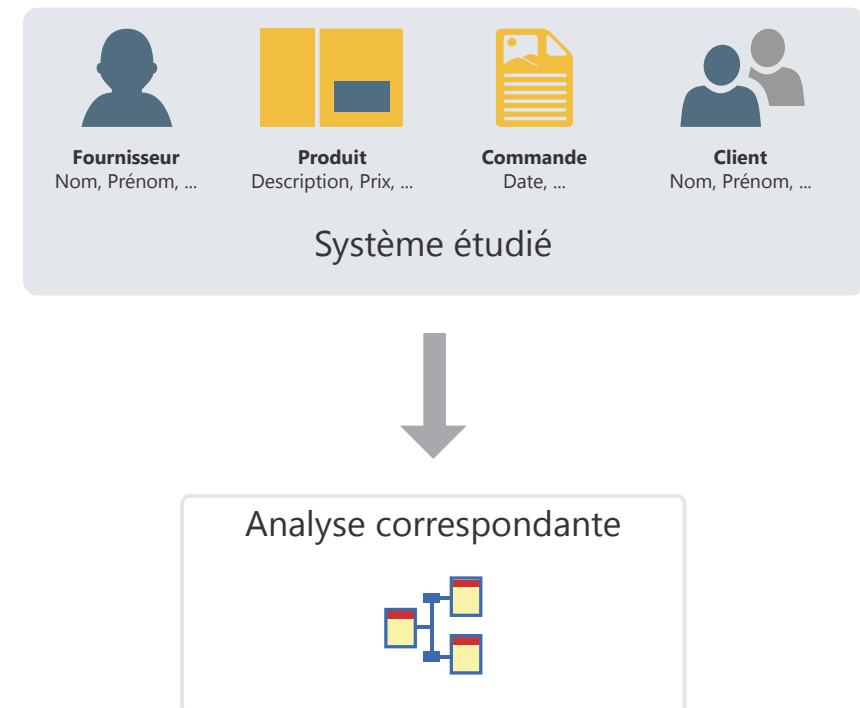 Fournisseur
Nom, Prénom, ...
Produit
Description, Prix, ...
Commande
Date, ...
Client
Nom, Prénom, ...
Système étudié
Analyse correspondante